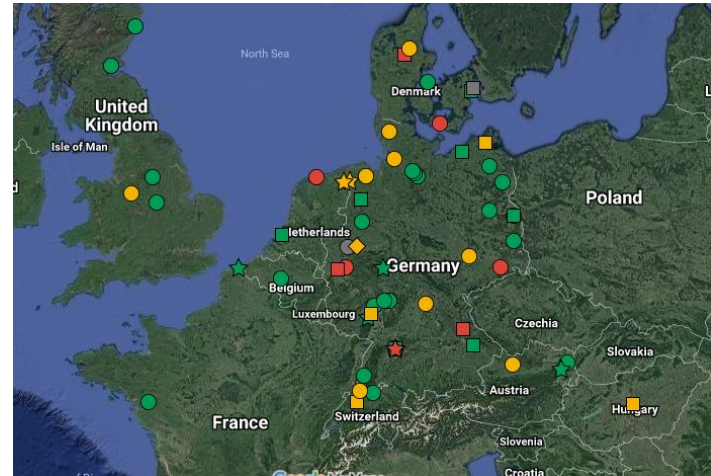 North Sea
Denmark
United
Kingdom
Isle of Man
Poland
Netherlands
Germany
Belgium
Luxembourg
Czechia
Slovakia
Austria
Hungary
Switzerland
France
Slovenia
Croatia